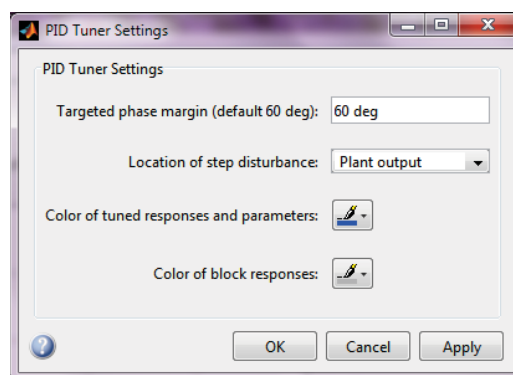 PID Tuner Settings
PID Tuner Settings
Targeted phase margin (default 60 deg): 60 deg
Location of step disturbance: Plant output
Color of tuned responses and parameters:
Color of block responses:
OK Cancel Apply